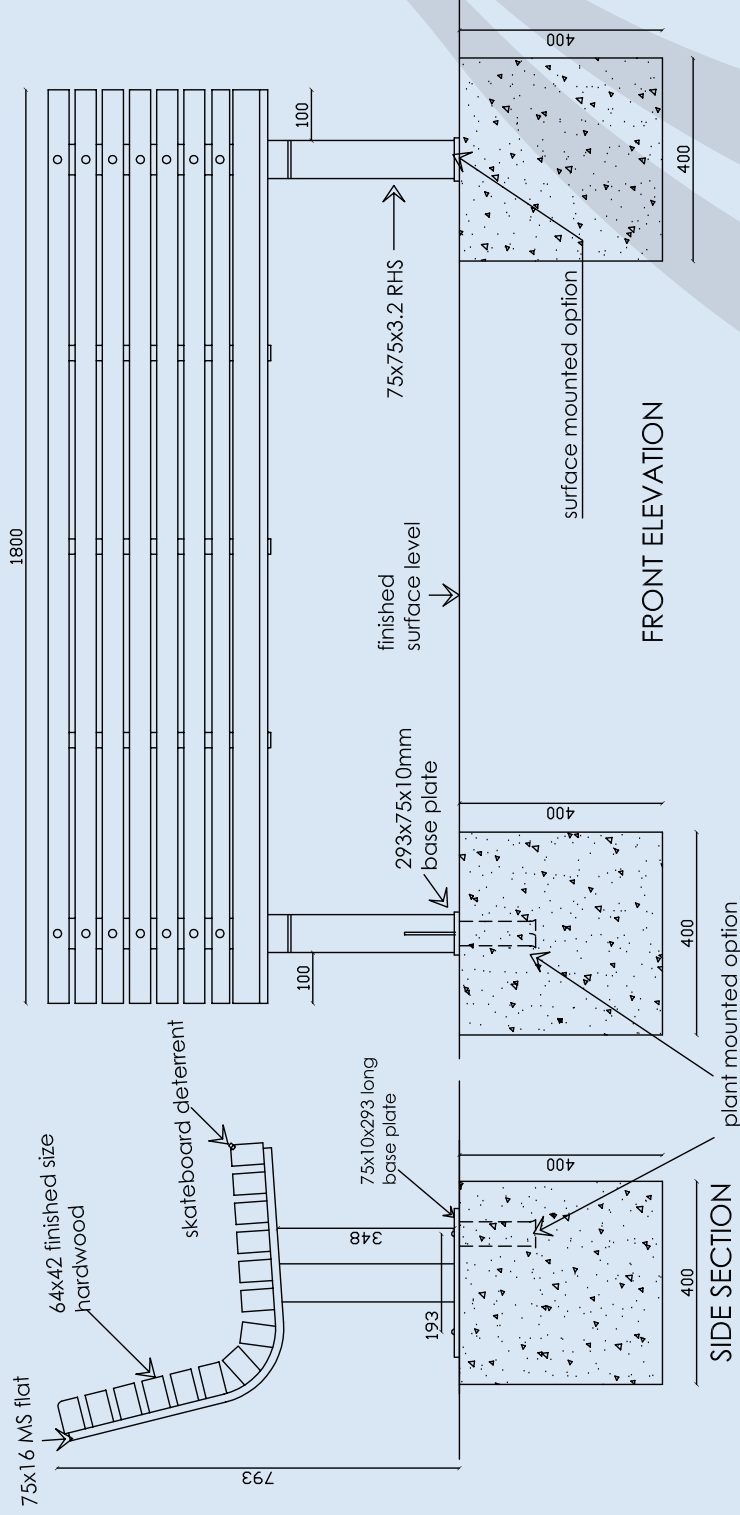 75x16 MS flat
64x42 finished size
hardwood
skateboard deterrent
793
348
193
75x10x293 long
base plate
400
400
SIDE SECTION
plant mounted option
1800
100
100
293x75x10mm
base plate
finished
surface level
75x75x3.2 RHS
surface mounted option
400
400
400
400
FRONT ELEVATION